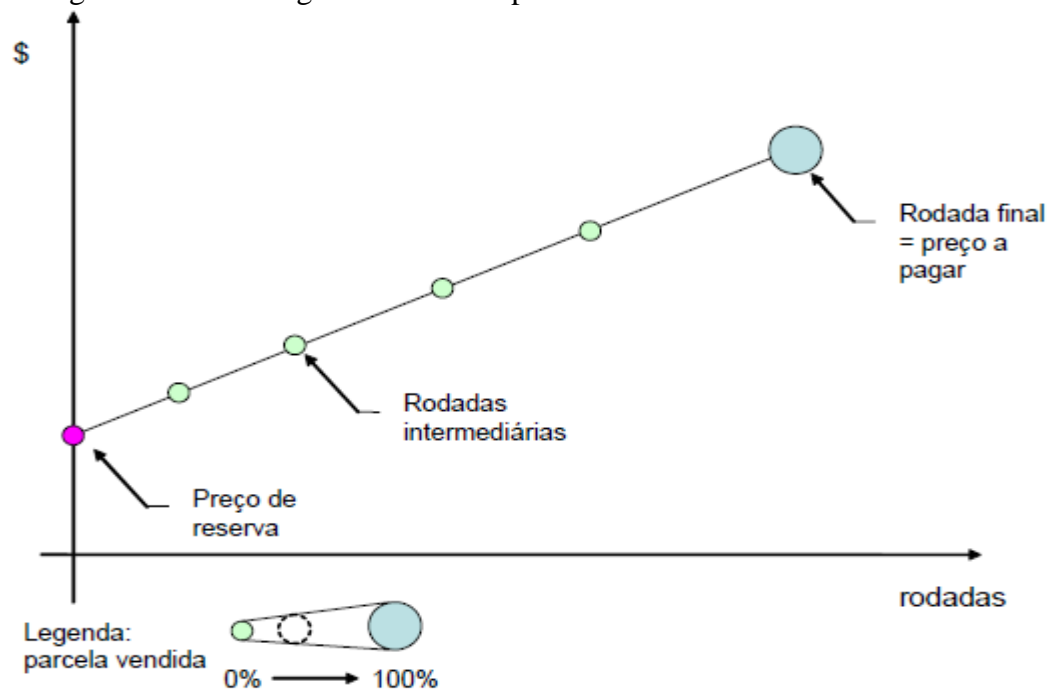 $
Rodada final
= preço a
pagar
Rodadas
intermediárias
Preço de
reserva
rodadas
Legenda:
parcela vendida
0%
100%